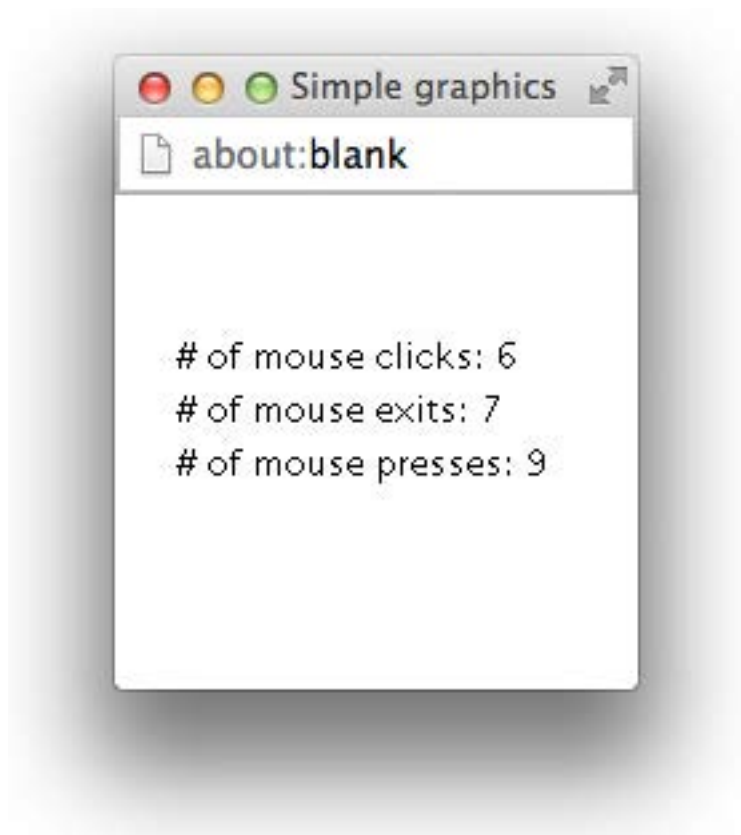 Simple graphics
about:blank
# of mouse clicks: 6
# of mouse exits: 7
# of mouse presses: 9